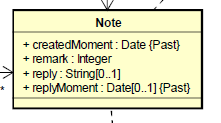 Note
+ createdMoment : Date {Past}
+ remark : Integer
+ reply : String[0..1]
+ replyMoment : Date[0..1] {Past}
*